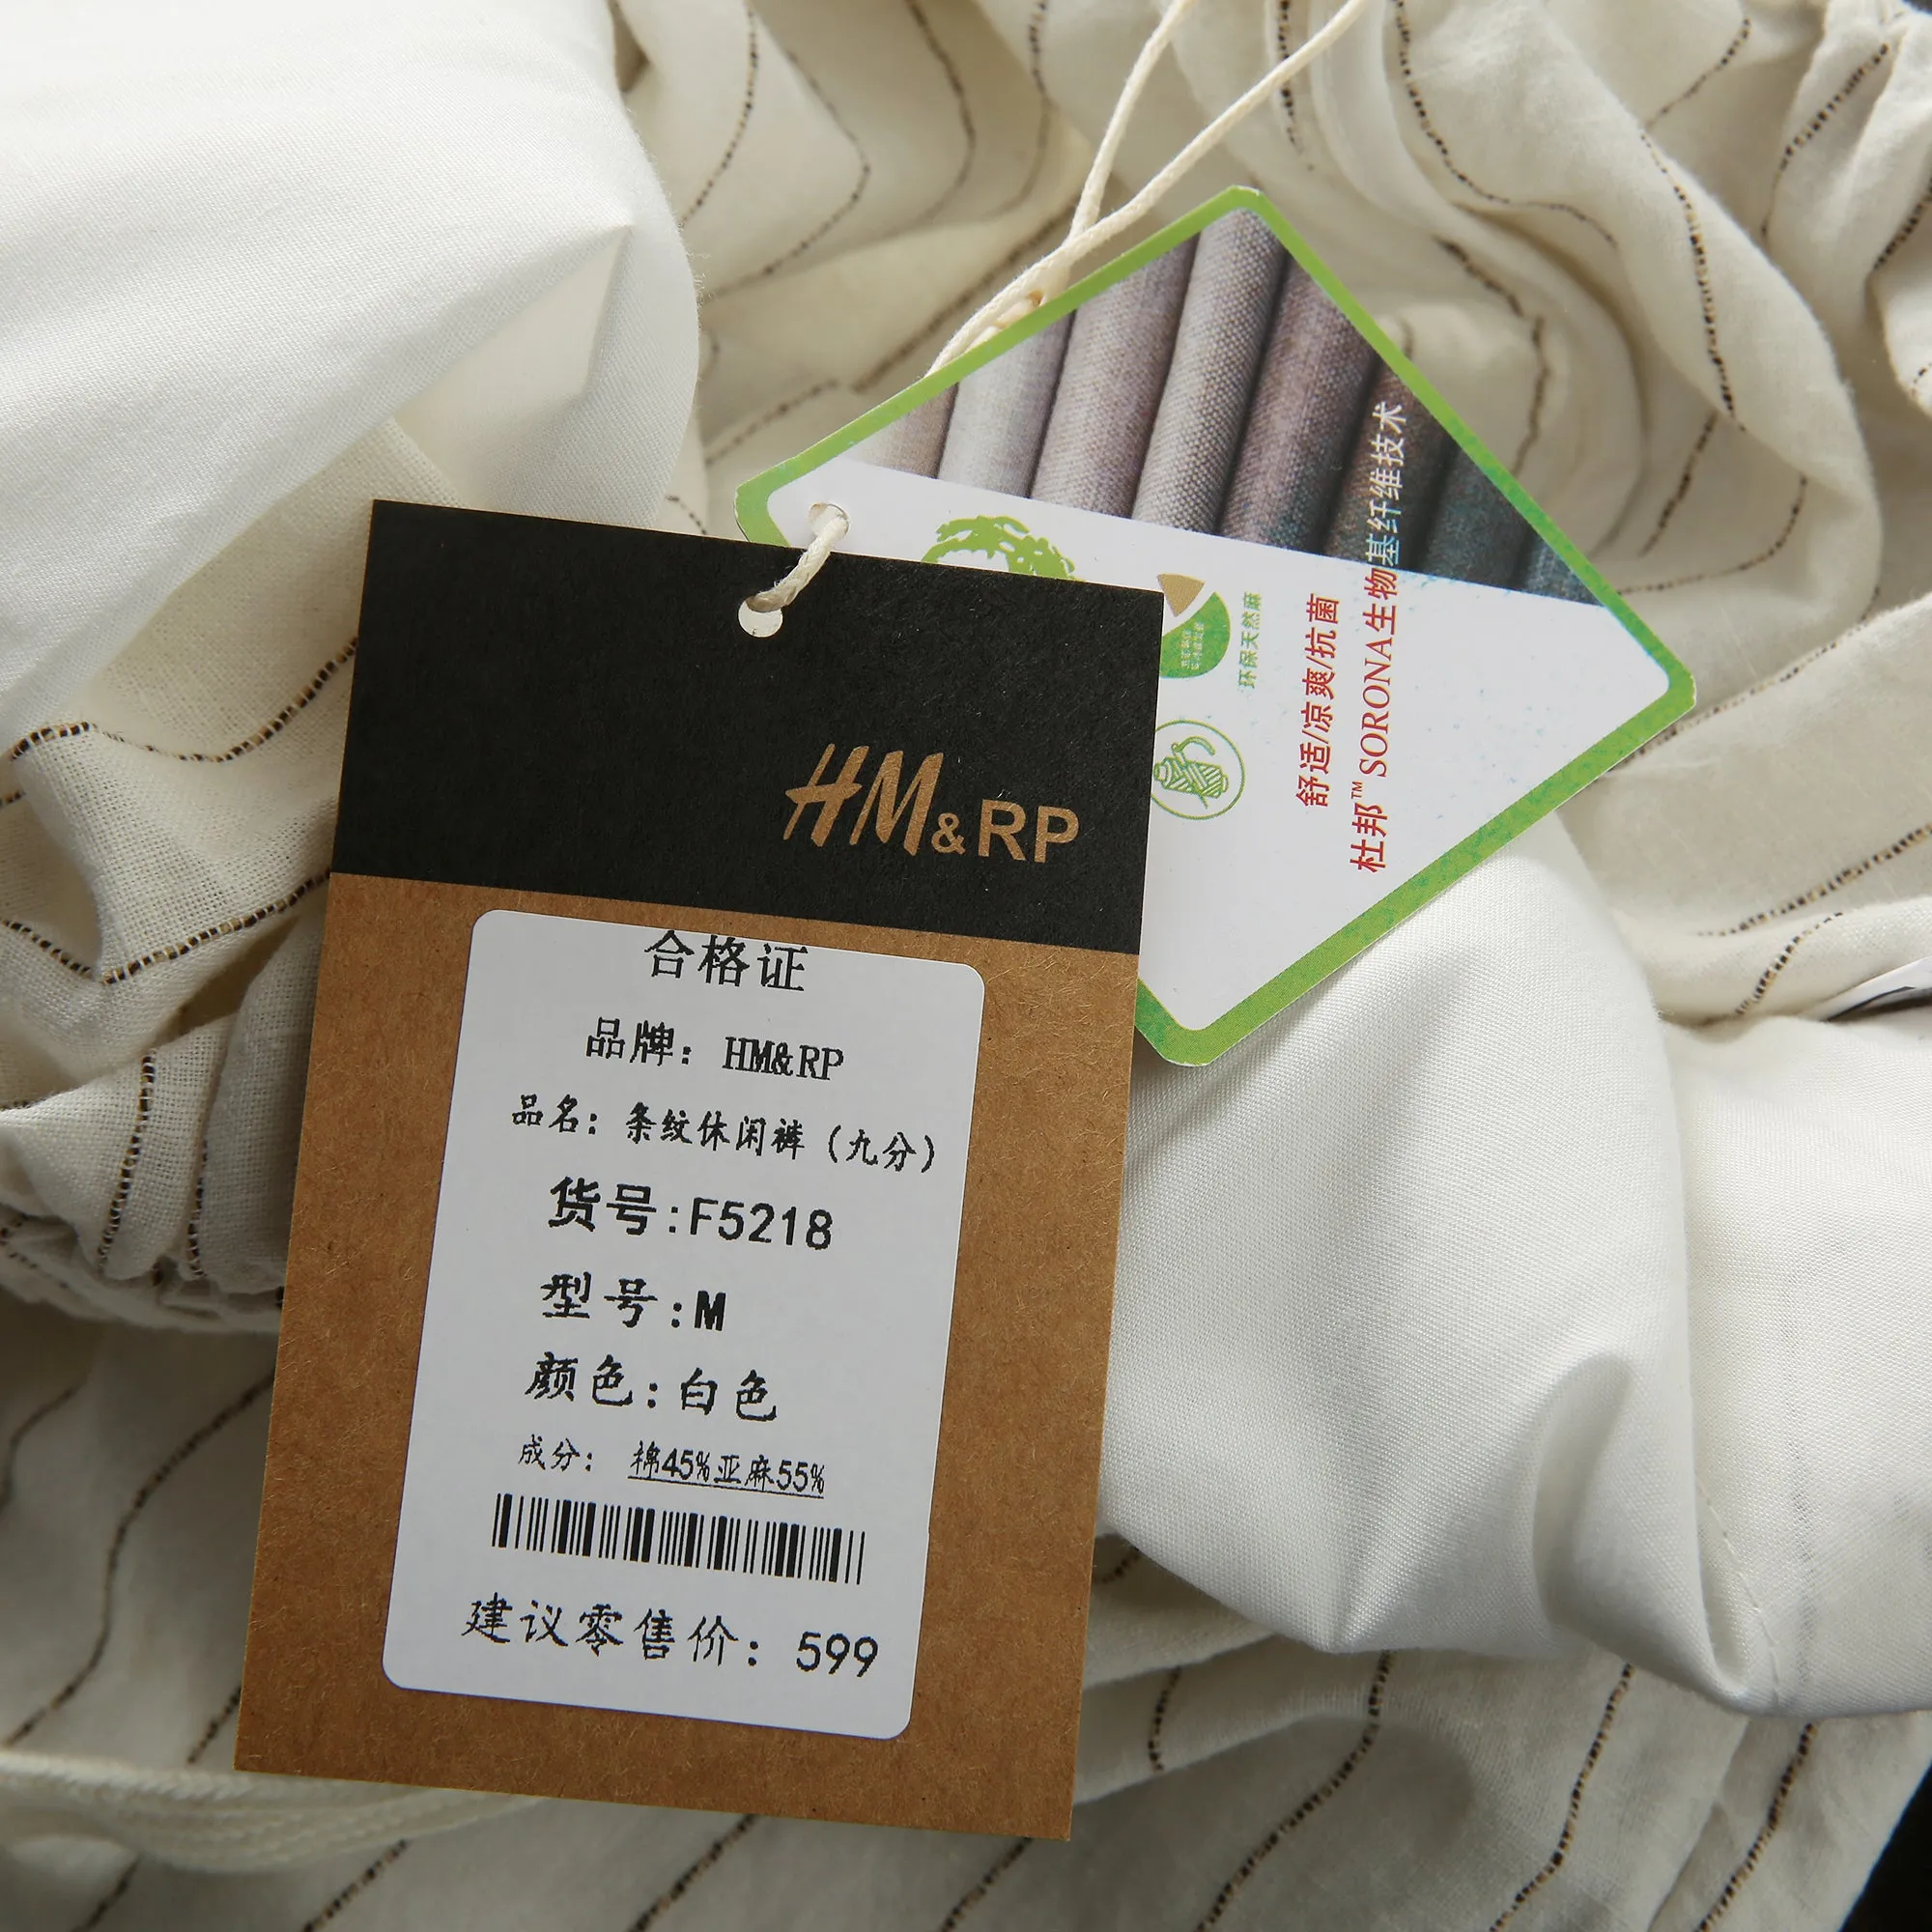 HM&RP
合格证
品牌：HM&RP
品名：条纹休闲裤（九分）
货号:F5218
型号:M
颜色:白色
成分： 棉45%亚麻55%
建议零售价：599
环保天然麻
舒适/凉爽/抗菌
杜邦™SORONA生物基纤维技术